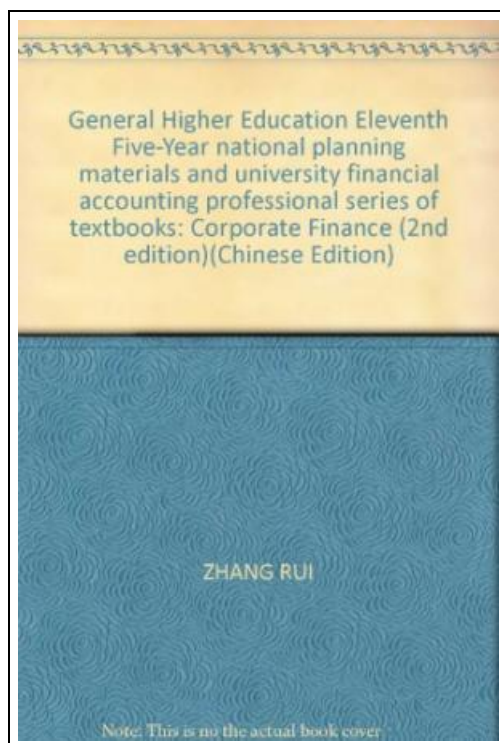 General Higher Education Eleventh
Five-Year national planning
materials and university financial
accounting professional series of
textbooks: Corporate Finance (2nd
edition)(Chinese Edition)
ZHANG RUI
Note: This is no the actual book cover